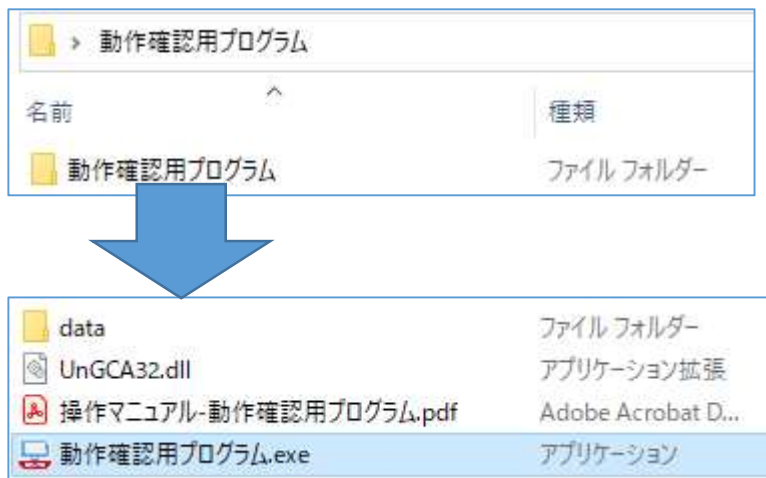 › 動作確認用プログラム
名前 種類
動作確認用プログラム ファイル フォルダー
data ファイル フォルダー
UnGCA32.dll アプリケーション拡張
操作マニュアル-動作確認用プログラム.pdf Adobe Acrobat D...
動作確認用プログラム.exe アプリケーション